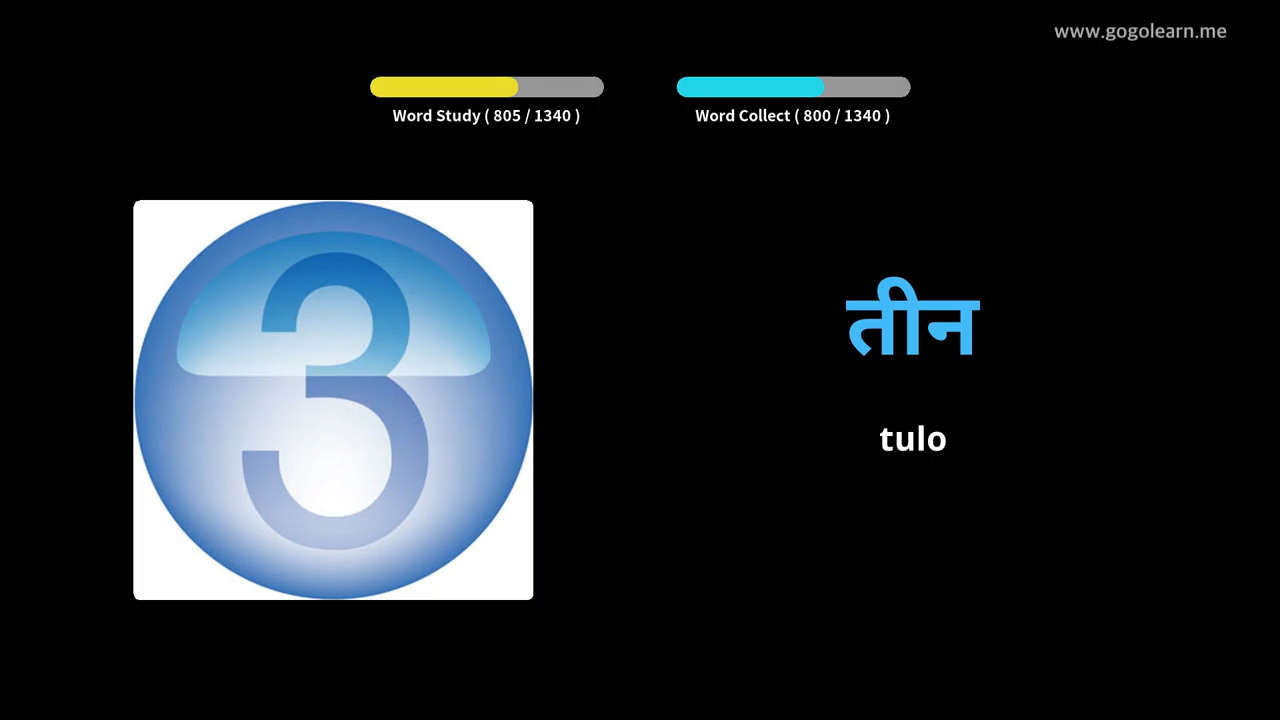 www.gogolearn.me
Word Study ( 805 / 1340 )
Word Collect ( 800 / 1340 )
3
तीन
tulo